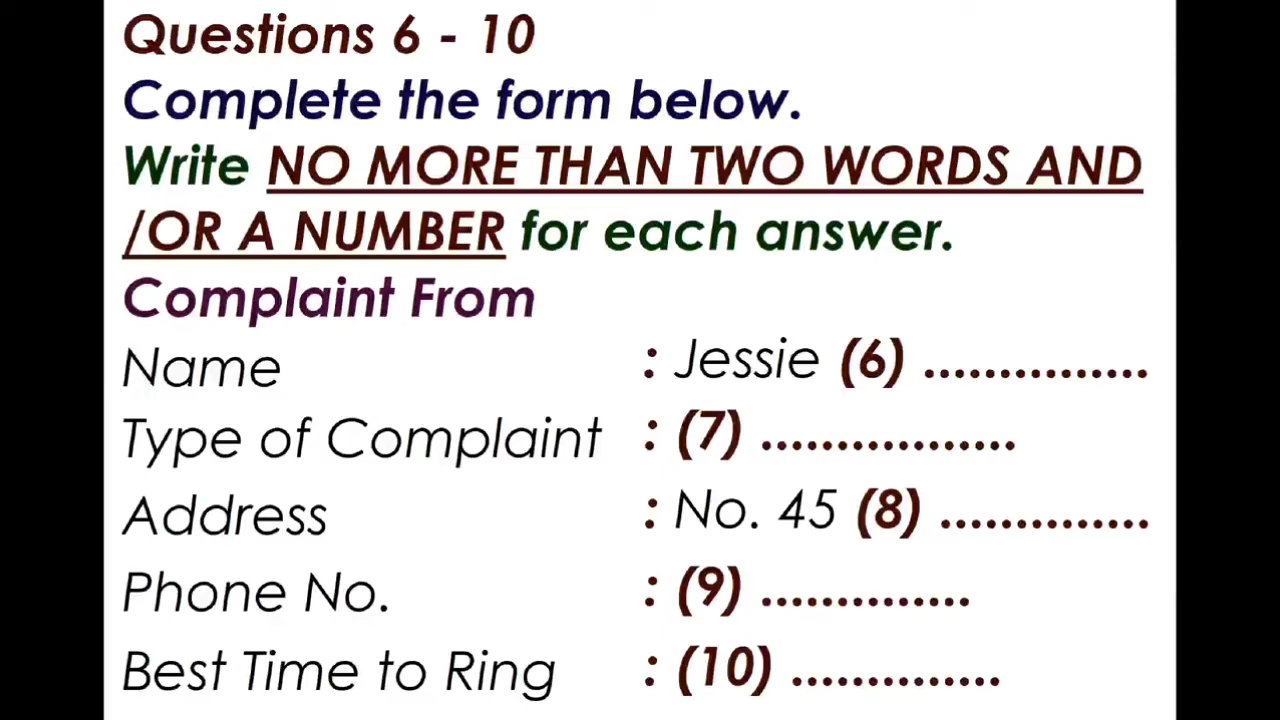 Questions 6 - 10
Complete the form below.
Write NO MORE THAN TWO WORDS AND
/OR A NUMBER for each answer.
Complaint From
Name : Jessie (6) ...............
Type of Complaint : (7) .................
Address : No. 45 (8) ..............
Phone No. : (9) ..............
Best Time to Ring : (10) ..............